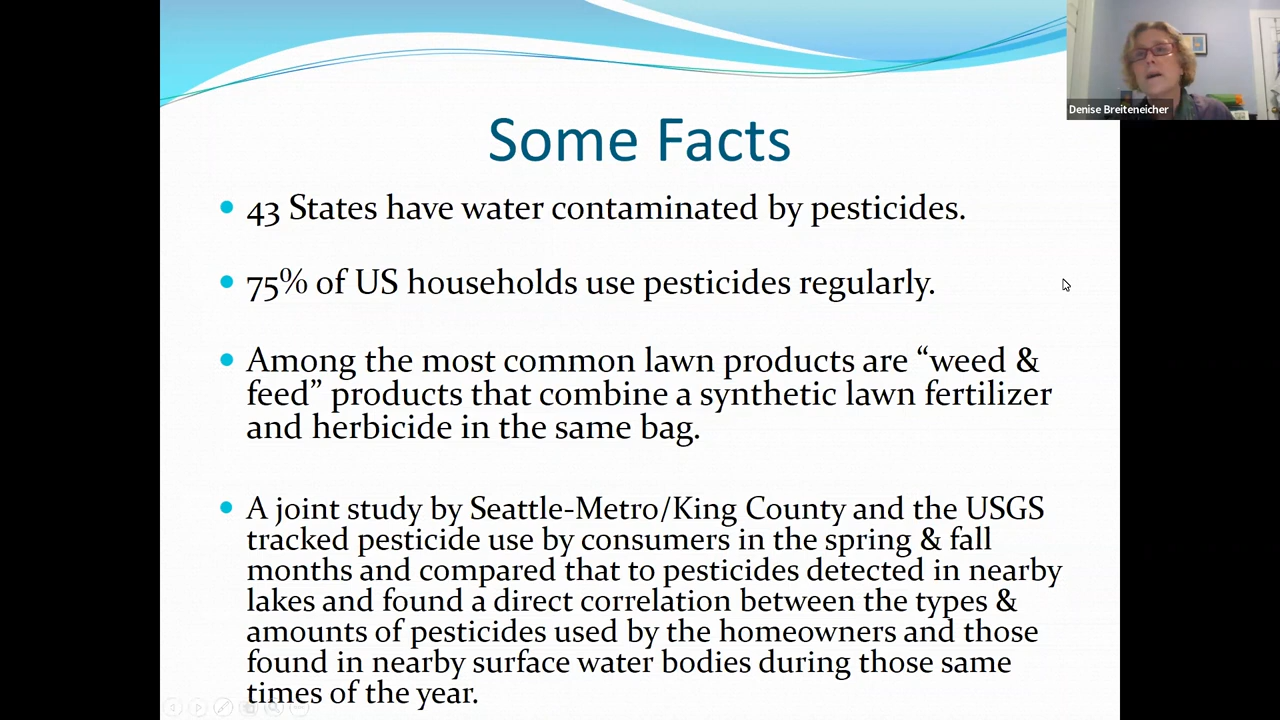 Denise Breiteneicher
Some Facts
• 43 States have water contaminated by pesticides.
• 75% of US households use pesticides regularly.
• Among the most common lawn products are “weed &
feed” products that combine a synthetic lawn fertilizer
and herbicide in the same bag.
• A joint study by Seattle-Metro/King County and the USGS
tracked pesticide use by consumers in the spring & fall
months and compared that to pesticides detected in nearby
lakes and found a direct correlation between the types &
amounts of pesticides used by the homeowners and those
found in nearby surface water bodies during those same
times of the year.